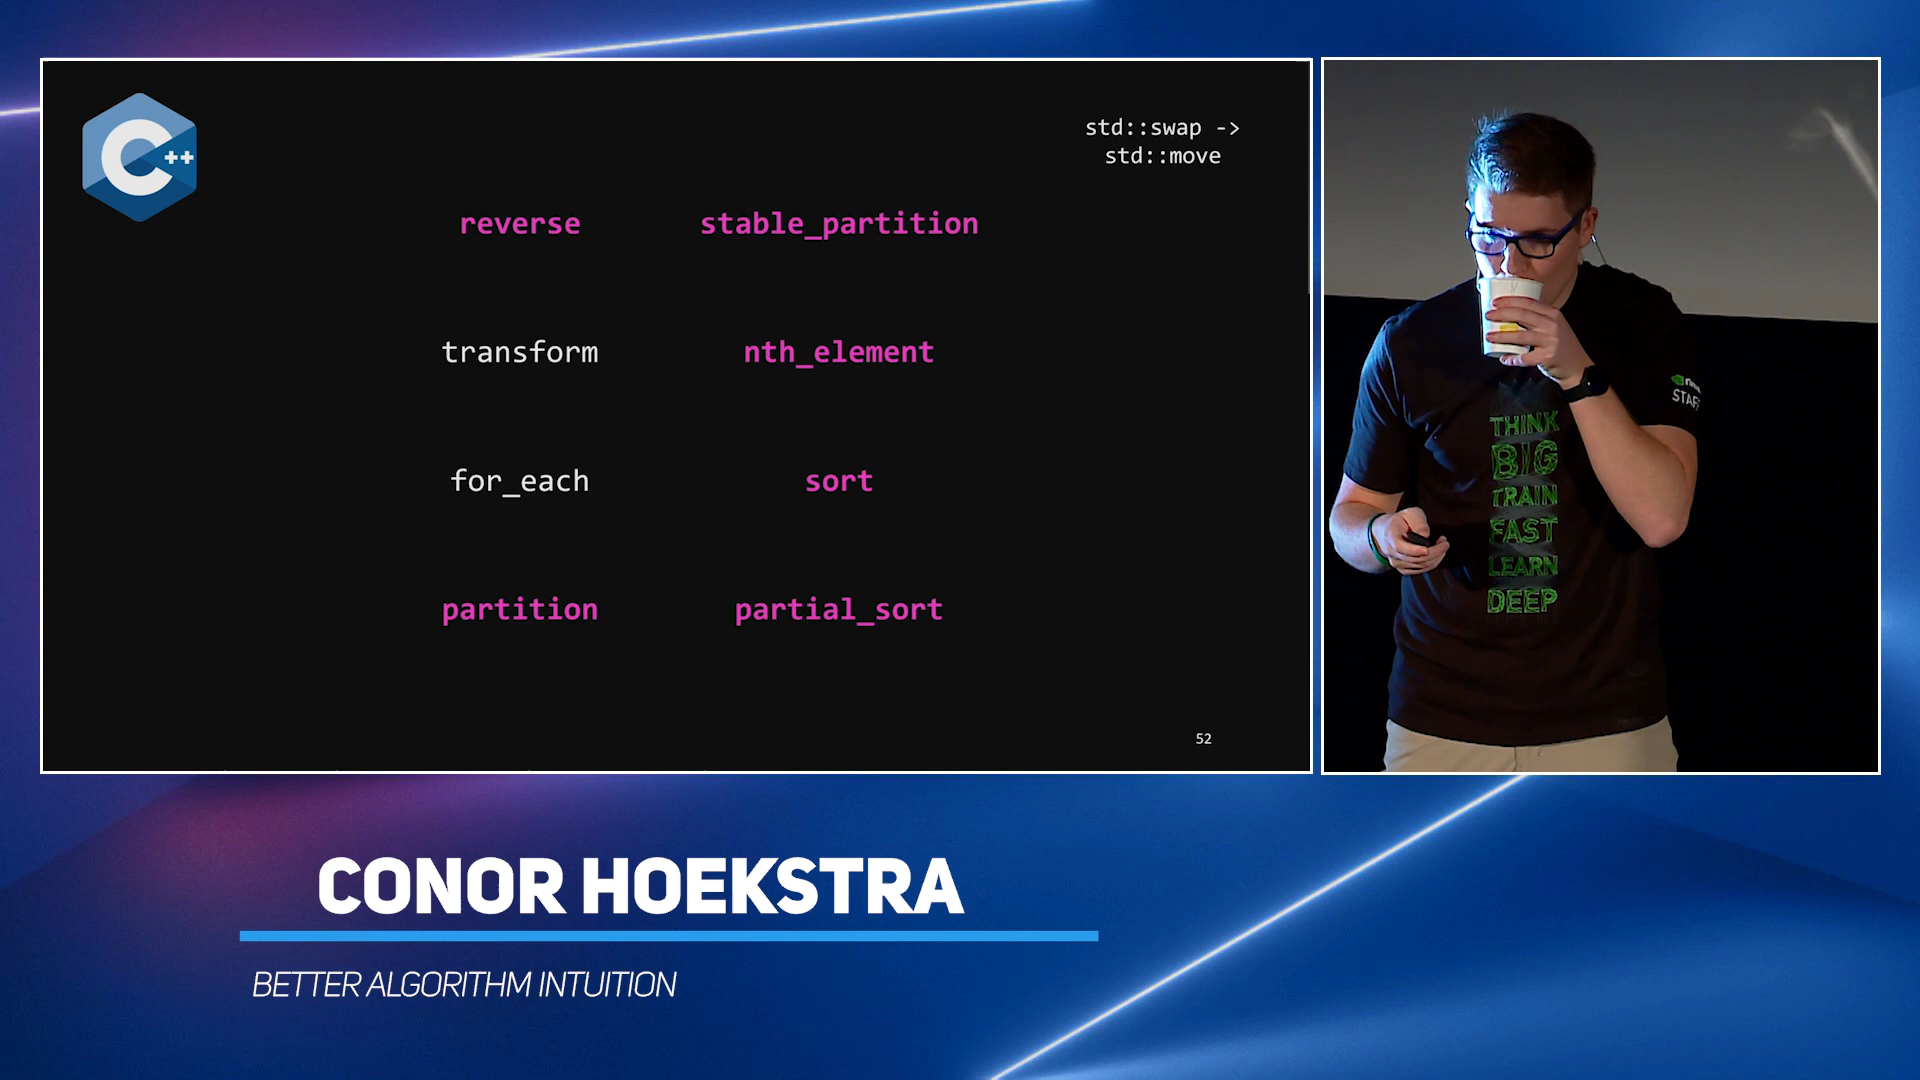 C++
std::swap ->
std::move
reverse stable_partition
transform nth_element
for_each sort
partition partial_sort
52
THINK
BIG
TRAIN
FAST
LEARN
DEEP
STAFF
CONOR HOEKSTRA
BETTER ALGORITHM INTUITION